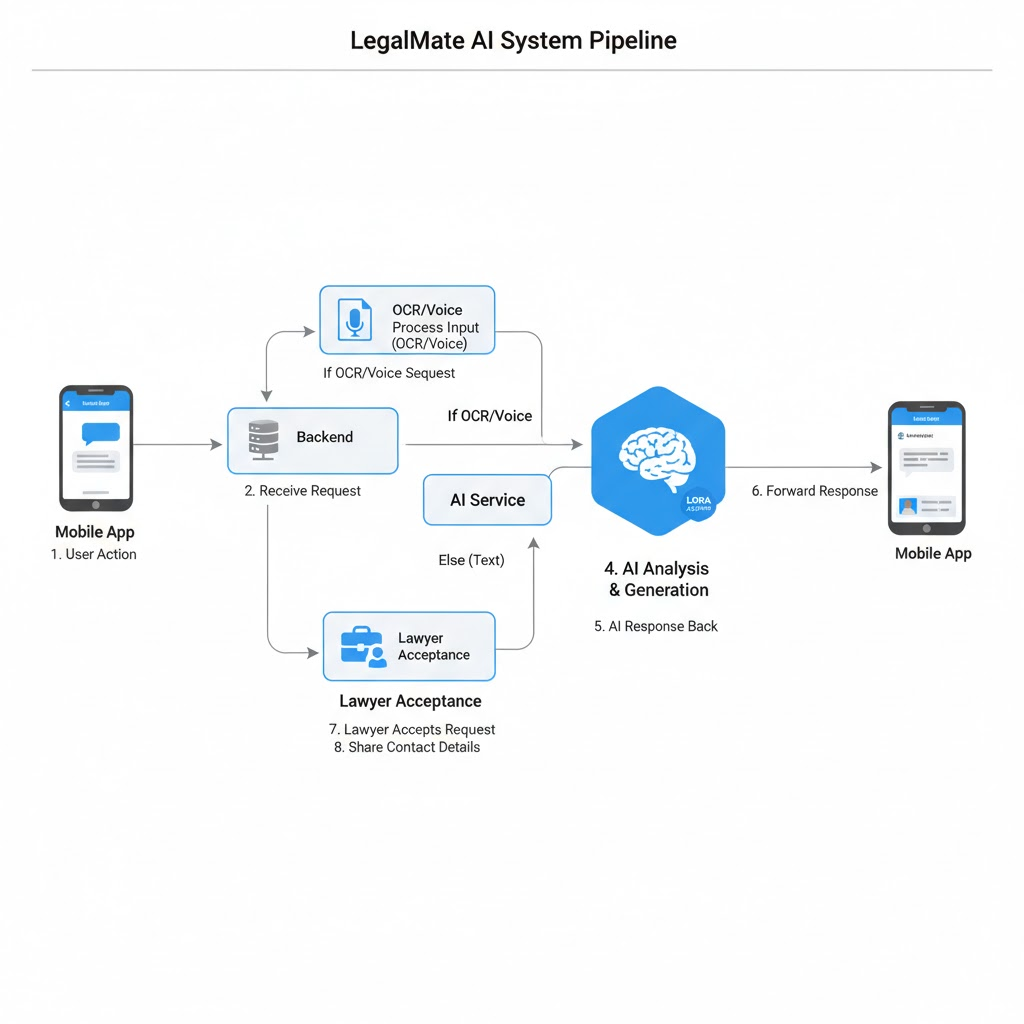 LegalMate AI System Pipeline
OCR/Voice
Process Input
(OCR/Voice)
If OCR/Voice Sequest
If OCR/Voice
Backend
2. Receive Request
AI Service
Else (Text)
Mobile App
1. User Action
LORA
4. AI Analysis
& Generation
5. AI Response Back
6. Forward Response
Mobile App
Lawyer
Acceptance
Lawyer Acceptance
7. Lawyer Accepts Request
8. Share Contact Details